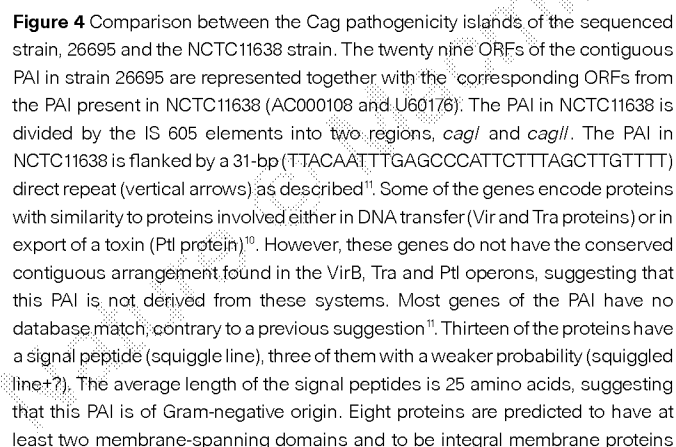 Figure 4 Comparison between the Cag pathogenicity islands of the sequenced
strain, 26695 and the NCTC11638 strain. The twenty nine ORFs of the contiguous
PAI in strain 26695 are represented together with the corresponding ORFs from
the PAI present in NCTC11638 (AC000108 and U60176). The PAI in NCTC11638 is
divided by the IS 605 elements into two regions, cagI and cagII. The PAI in
NCTC11638 is flanked by a 31-bp (TTACAATTTGAGCCCATTCTTTAGCTTGTTTT)
direct repeat (vertical arrows) as described¹¹. Some of the genes encode proteins
with similarity to proteins involved either in DNA transfer (Vir and Tra proteins) or in
export of a toxin (Ptl protein)¹⁰. However, these genes do not have the conserved
contiguous arrangement found in the VirB, Tra and Ptl operons, suggesting that
this PAI is not derived from these systems. Most genes of the PAI have no
database match, contrary to a previous suggestion¹¹. Thirteen of the proteins have
a signal peptide (squiggle line), three of them with a weaker probability (squiggled
line+?). The average length of the signal peptides is 25 amino acids, suggesting
that this PAI is of Gram-negative origin. Eight proteins are predicted to have at
least two membrane-spanning domains and to be integral membrane proteins